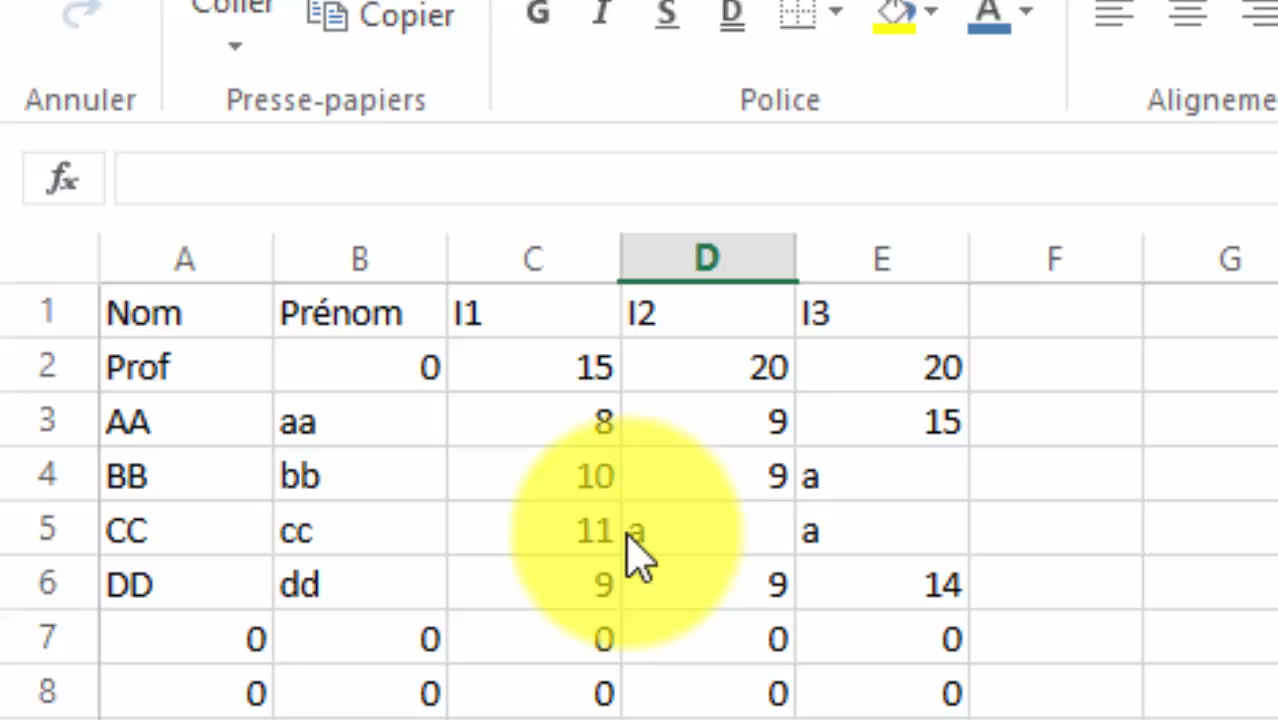 Coller Copier G I S D A
Annuler Presse-papiers Police Aligneme
fx
A B C D E F G
1 Nom Prénom I1 I2 I3
2 Prof 0 15 20 20
3 AA aa 8 9 15
4 BB bb 10 9 a
5 CC cc 11 a a
6 DD dd 9 9 14
7 0 0 0 0 0
8 0 0 0 0 0